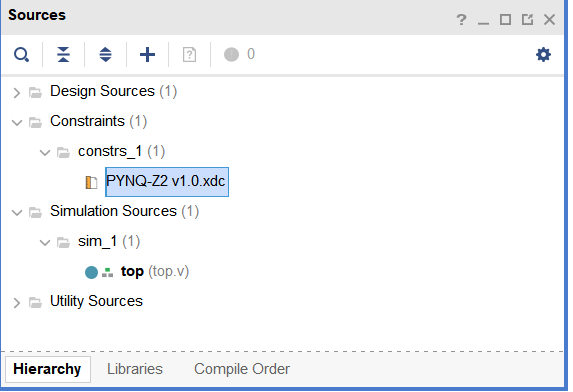 Sources
? 0
Design Sources (1)
Constraints (1)
constrs_1 (1)
PYNQ-Z2 v1.0.xdc
Simulation Sources (1)
sim_1 (1)
top (top.v)
Utility Sources
Hierarchy Libraries Compile Order